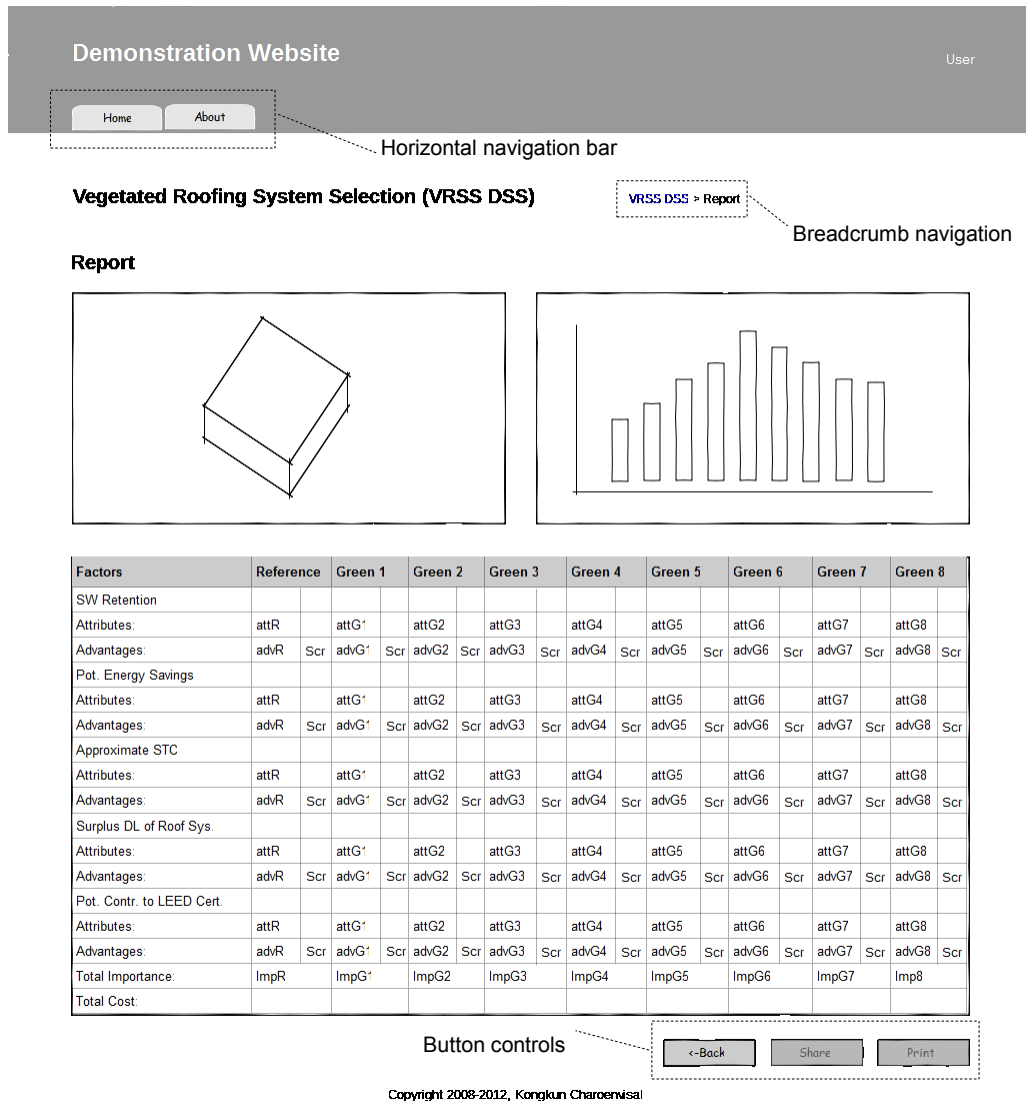 Demonstration Website
User
Home About
Horizontal navigation bar
Vegetated Roofing System Selection (VRSS DSS)
VRSS DSS > Report
Breadcrumb navigation
Report
Factors Reference Green 1 Green 2 Green 3 Green 4 Green 5 Green 6 Green 7 Green 8
SW Retention
Attributes: attR attG1 attG2 attG3 attG4 attG5 attG6 attG7 attG8
Advantages: advR Scr advG1 Scr advG2 Scr advG3 Scr advG4 Scr advG5 Scr advG6 Scr advG7 Scr advG8 Scr
Pot. Energy Savings
Attributes: attR attG1 attG2 attG3 attG4 attG5 attG6 attG7 attG8
Advantages: advR Scr advG1 Scr advG2 Scr advG3 Scr advG4 Scr advG5 Scr advG6 Scr advG7 Scr advG8 Scr
Approximate STC
Attributes: attR attG1 attG2 attG3 attG4 attG5 attG6 attG7 attG8
Advantages: advR Scr advG1 Scr advG2 Scr advG3 Scr advG4 Scr advG5 Scr advG6 Scr advG7 Scr advG8 Scr
Surplus DL of Roof Sys.
Attributes: attR attG1 attG2 attG3 attG4 attG5 attG6 attG7 attG8
Advantages: advR Scr advG1 Scr advG2 Scr advG3 Scr advG4 Scr advG5 Scr advG6 Scr advG7 Scr advG8 Scr
Pot. Contr. to LEED Cert.
Attributes: attR attG1 attG2 attG3 attG4 attG5 attG6 attG7 attG8
Advantages: advR Scr advG1 Scr advG2 Scr advG3 Scr advG4 Scr advG5 Scr advG6 Scr advG7 Scr advG8 Scr
Total Importance: ImpR ImpG1 ImpG2 ImpG3 ImpG4 ImpG5 ImpG6 ImpG7 Imp8
Total Cost:
Button controls
<-Back Share Print
Copyright 2008-2012, Kongkun Charoenvisal